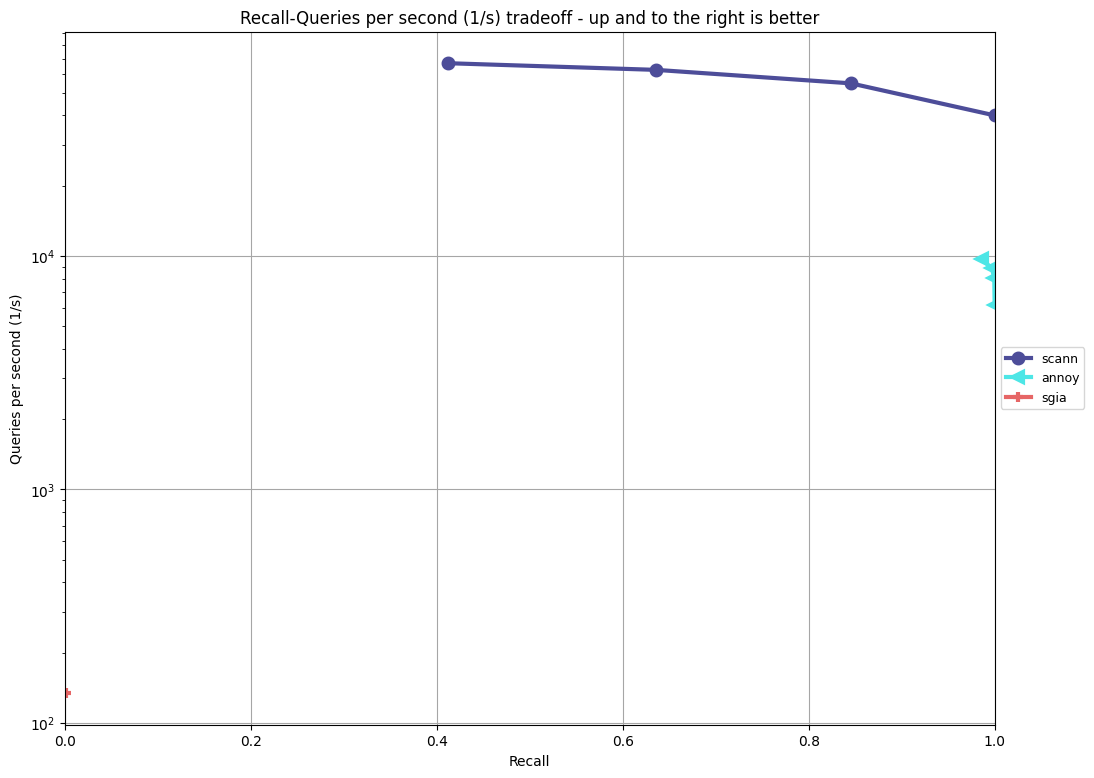 Recall-Queries per second (1/s) tradeoff - up and to the right is better
Queries per second (1/s)
10⁴
10³
10²
0.0 0.2 0.4 0.6 0.8 1.0
Recall
scann
annoy
sgia